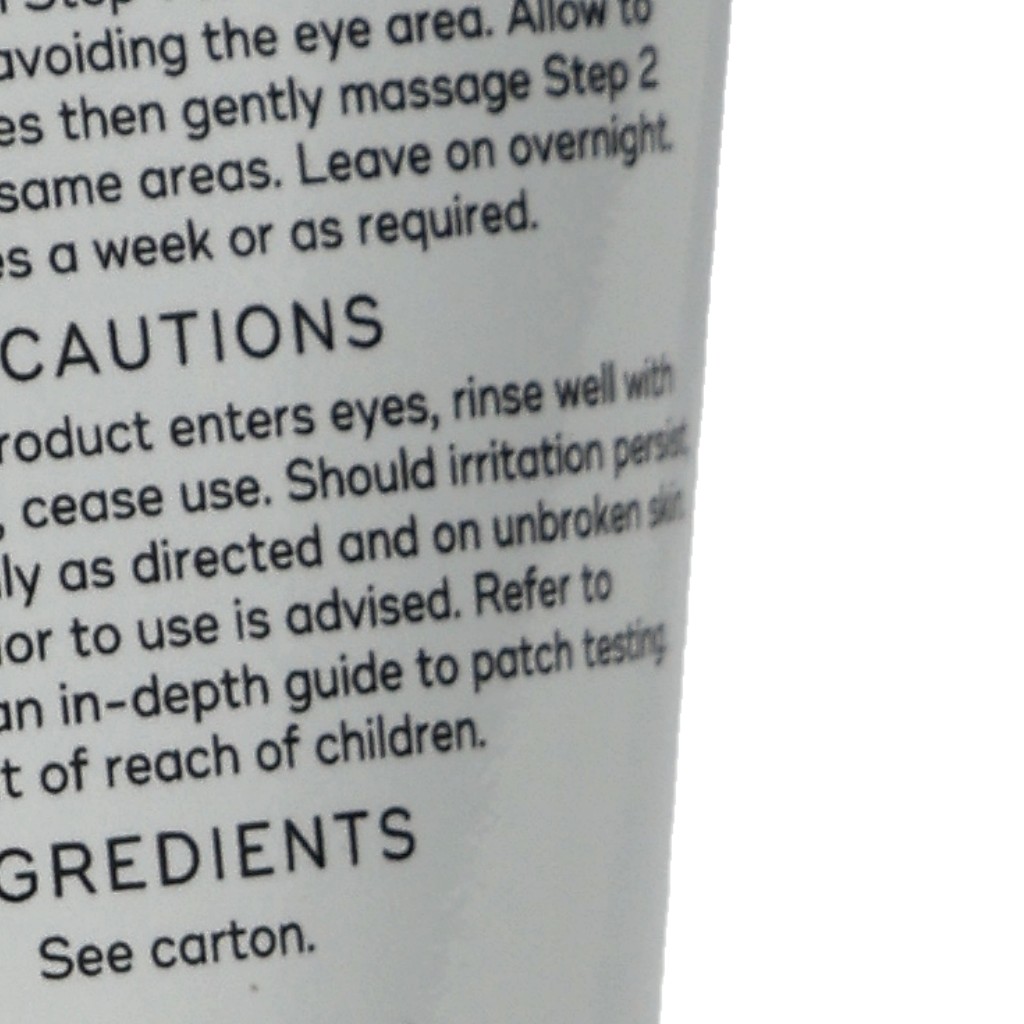 avoiding the eye area. Allow to
es then gently massage Step 2
same areas. Leave on overnight.
es a week or as required.
CAUTIONS
roduct enters eyes, rinse well with
, cease use. Should irritation persist,
ly as directed and on unbroken skin.
ior to use is advised. Refer to
an in-depth guide to patch testing.
t of reach of children.
GREDIENTS
See carton.